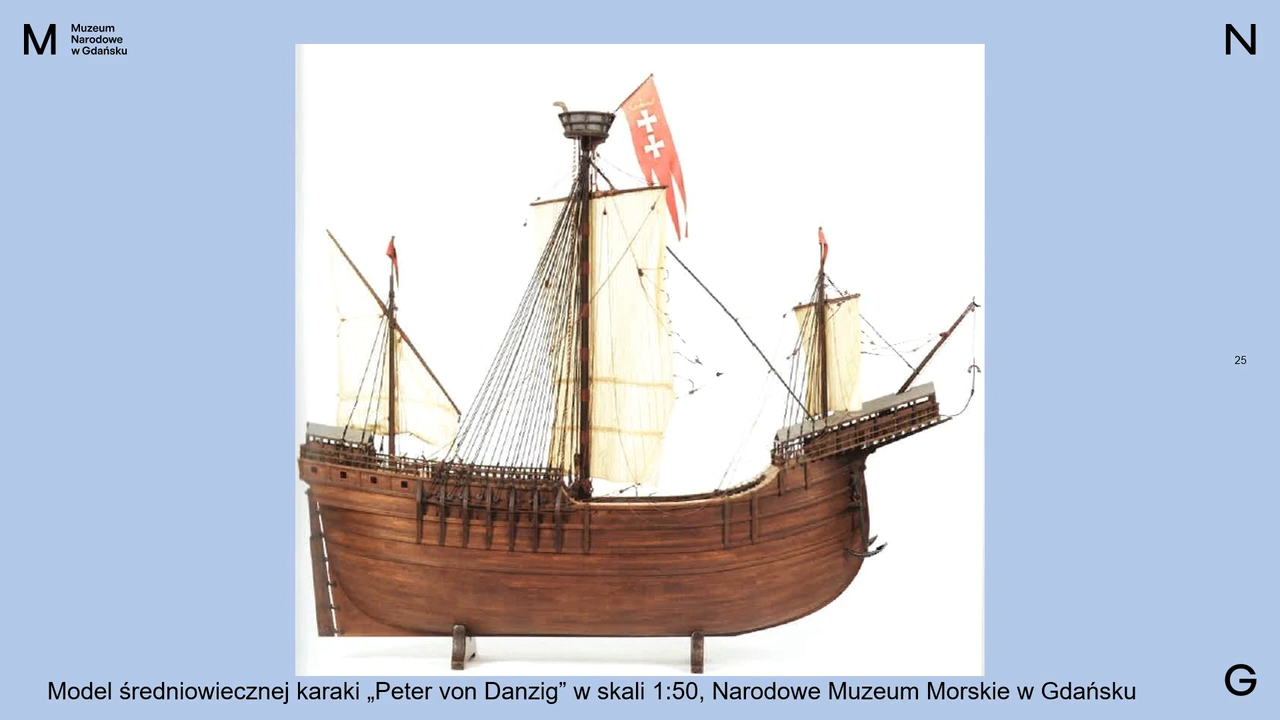 M
Muzeum
Narodowe
w Gdańsku
N
25
G
Model średniowiecznej karaki „Peter von Danzig” w skali 1:50, Narodowe Muzeum Morskie w Gdańsku